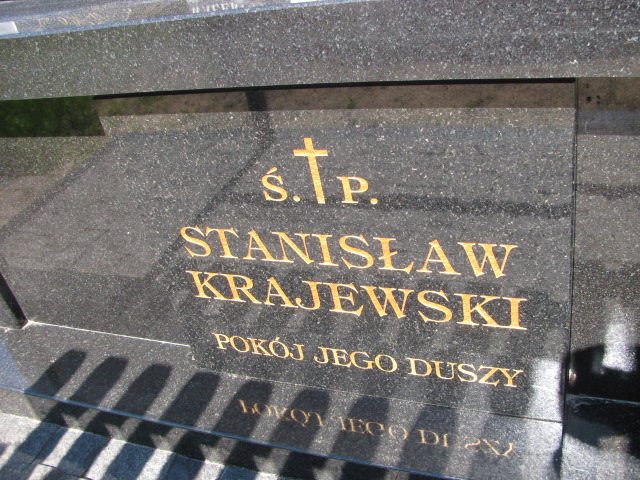 Ś. P.
STANISŁAW
KRAJEWSKI
POKÓJ JEGO DUSZY